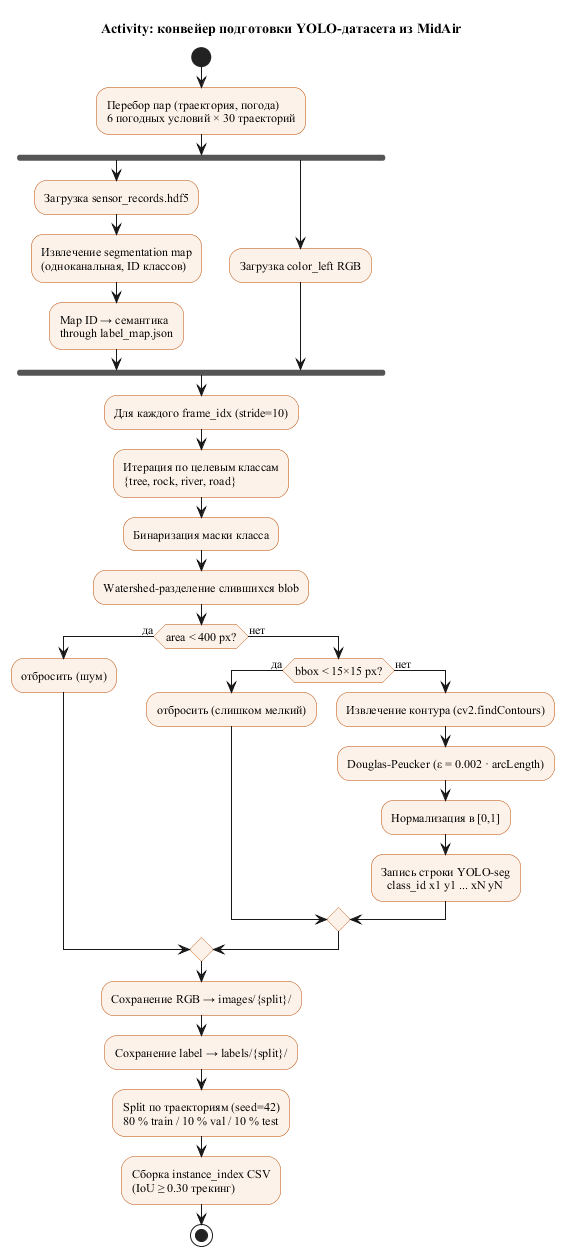 Activity: конвейер подготовки YOLO-датасета из MidAir
Перебор пар (траектория, погода)
6 погодных условий × 30 траекторий
Загрузка sensor_records.hdf5
Извлечение segmentation map
(одноканальная, ID классов)
Загрузка color_left RGB
Map ID → семантика
through label_map.json
Для каждого frame_idx (stride=10)
Итерация по целевым классам
{tree, rock, river, road}
Бинаризация маски класса
Watershed-разделение слившихся blob
да
area < 400 px?
нет
отбросить (шум)
да
bbox < 15×15 px?
нет
отбросить (слишком мелкий)
Извлечение контура (cv2.findContours)
Douglas-Peucker (ε = 0.002 · arcLength)
Нормализация в [0,1]
Запись строки YOLO-seg
class_id x1 y1 ... xN yN
Сохранение RGB → images/{split}/
Сохранение label → labels/{split}/
Split по траекториям (seed=42)
80 % train / 10 % val / 10 % test
Сборка instance_index CSV
(IoU ≥ 0.30 трекинг)